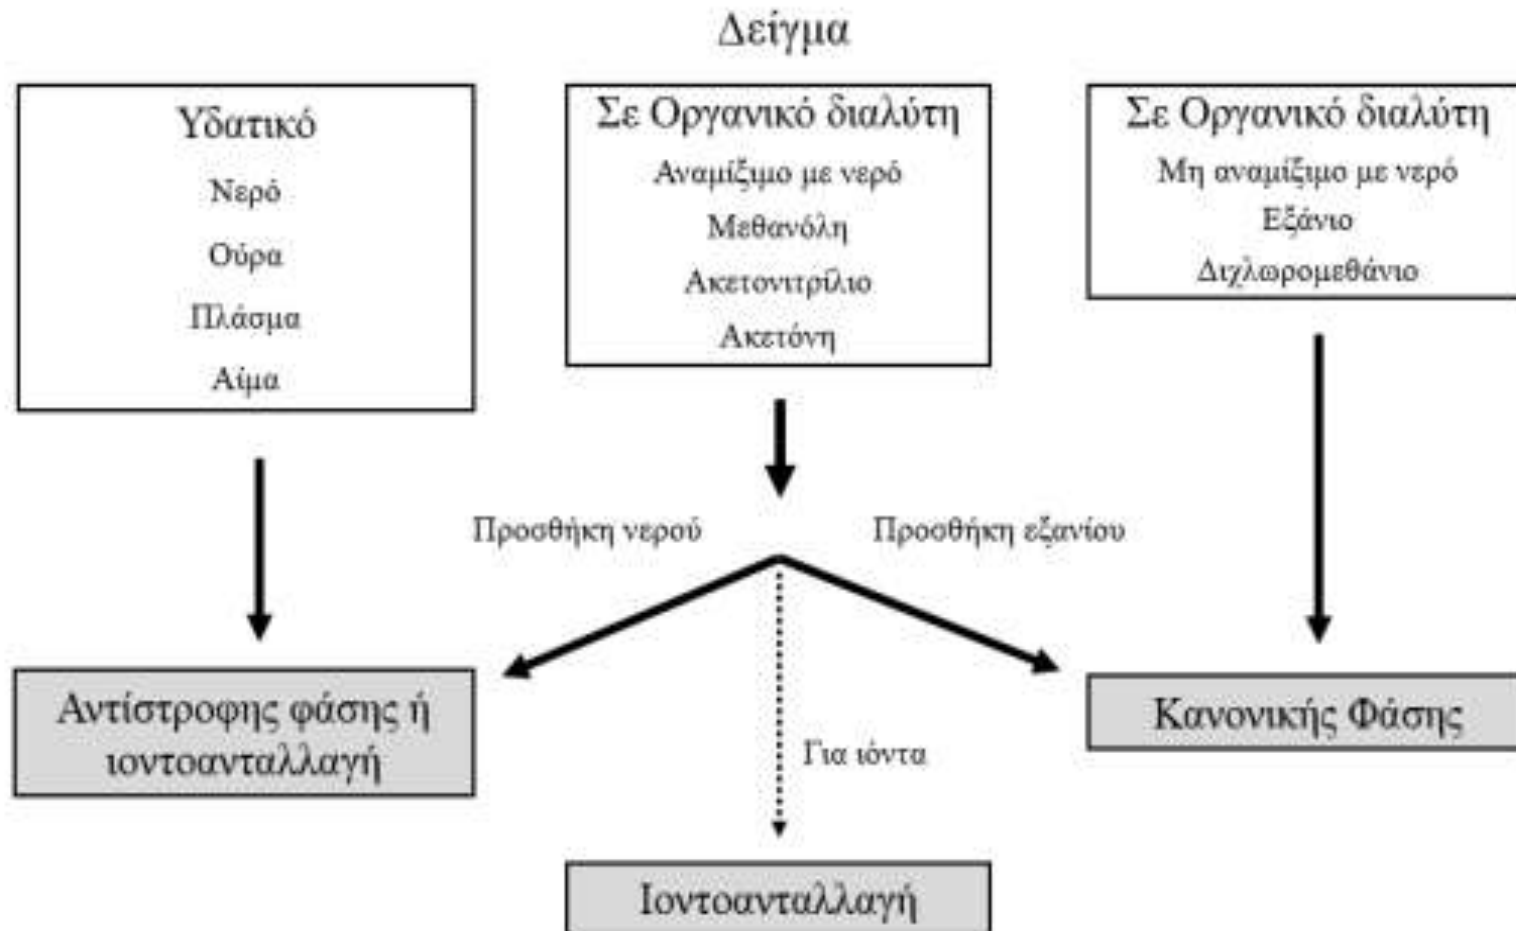 Δείγμα
Υδατικό
Νερό
Ούρα
Πλάσμα
Αίμα
Σε Οργανικό διαλύτη
Αναμίξιμο με νερό
Μεθανόλη
Ακετονιτρίλιο
Ακετόνη
Σε Οργανικό διαλύτη
Μη αναμίξιμο με νερό
Εξάνιο
Διχλωρομεθάνιο
Προσθήκη νερού
Προσθήκη εξανίου
Αντίστροφης φάσης ή
ιοντοανταλλαγή
Για ιόντα
Κανονικής Φάσης
Ιοντοανταλλαγή